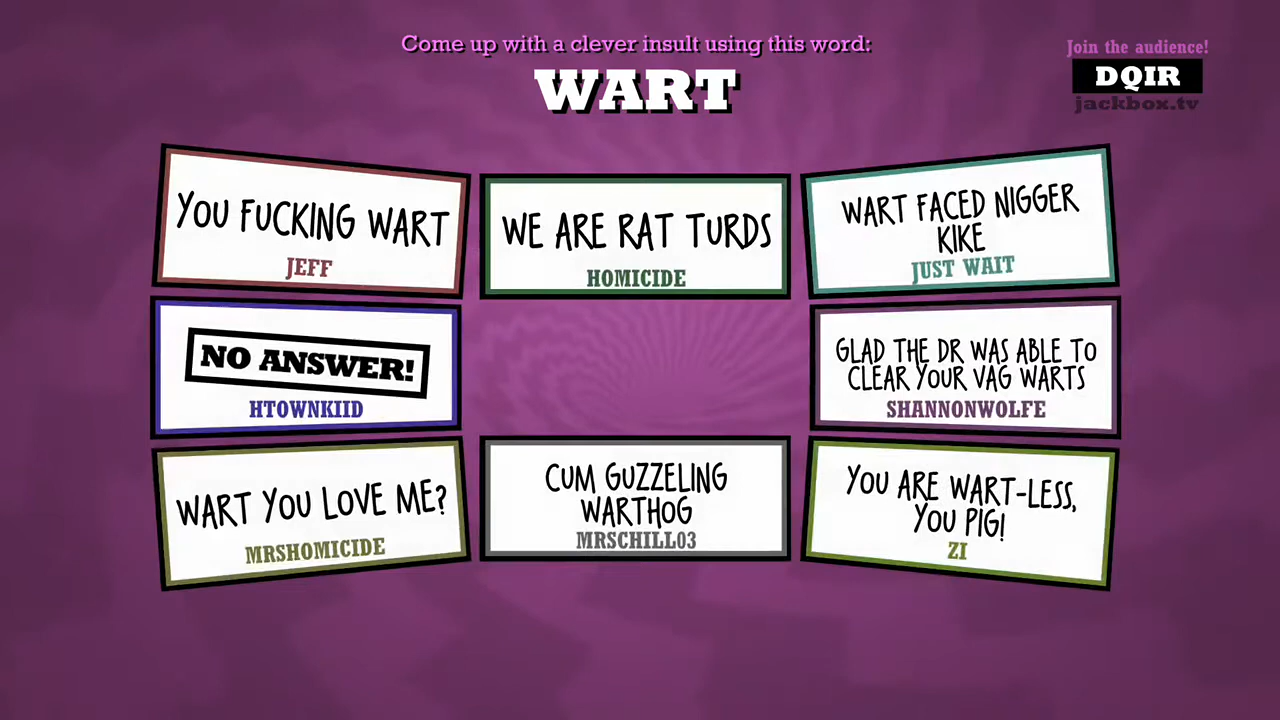 Come up with a clever insult using this word:
WART
Join the audience!
DQIR
jackbox.tv
YOU FUCKING WART
JEFF
WE ARE RAT TURDS
HOMICIDE
WART FACED NIGGER
KIKE
JUST WAIT
NO ANSWER!
HTOWNKIID
GLAD THE DR WAS ABLE TO
CLEAR YOUR VAG WARTS
SHANNONWOLFE
WART YOU LOVE ME?
MRSHOMICIDE
CUM GUZZELING
WARTHOG
MRSCHILL03
YOU ARE WART-LESS,
YOU PIG!
ZI